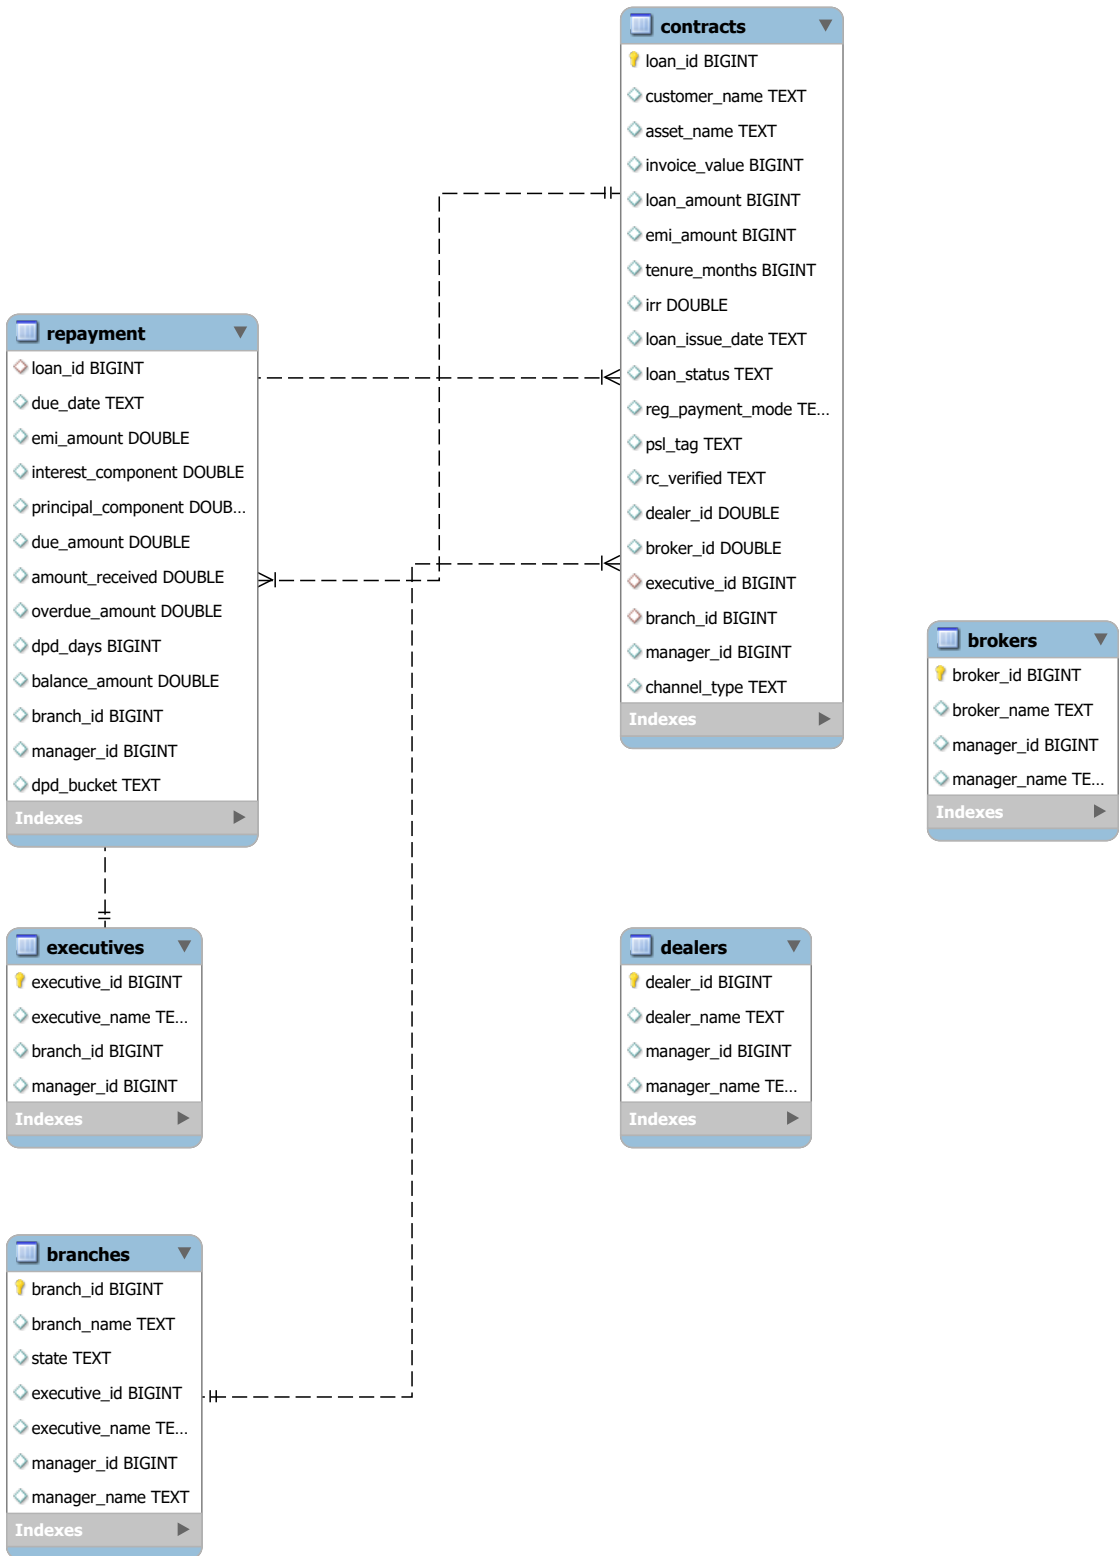 contracts
loan_id BIGINT
customer_name TEXT
asset_name TEXT
invoice_value BIGINT
loan_amount BIGINT
emi_amount BIGINT
tenure_months BIGINT
irr DOUBLE
loan_issue_date TEXT
loan_status TEXT
reg_payment_mode TE...
psl_tag TEXT
rc_verified TEXT
dealer_id DOUBLE
broker_id DOUBLE
executive_id BIGINT
branch_id BIGINT
manager_id BIGINT
channel_type TEXT
Indexes
repayment
loan_id BIGINT
due_date TEXT
emi_amount DOUBLE
interest_component DOUBLE
principal_component DOUB...
due_amount DOUBLE
amount_received DOUBLE
overdue_amount DOUBLE
dpd_days BIGINT
balance_amount DOUBLE
branch_id BIGINT
manager_id BIGINT
dpd_bucket TEXT
Indexes
brokers
broker_id BIGINT
broker_name TEXT
manager_id BIGINT
manager_name TE...
Indexes
executives
executive_id BIGINT
executive_name TE...
branch_id BIGINT
manager_id BIGINT
Indexes
dealers
dealer_id BIGINT
dealer_name TEXT
manager_id BIGINT
manager_name TE...
Indexes
branches
branch_id BIGINT
branch_name TEXT
state TEXT
executive_id BIGINT
executive_name TE...
manager_id BIGINT
manager_name TEXT
Indexes